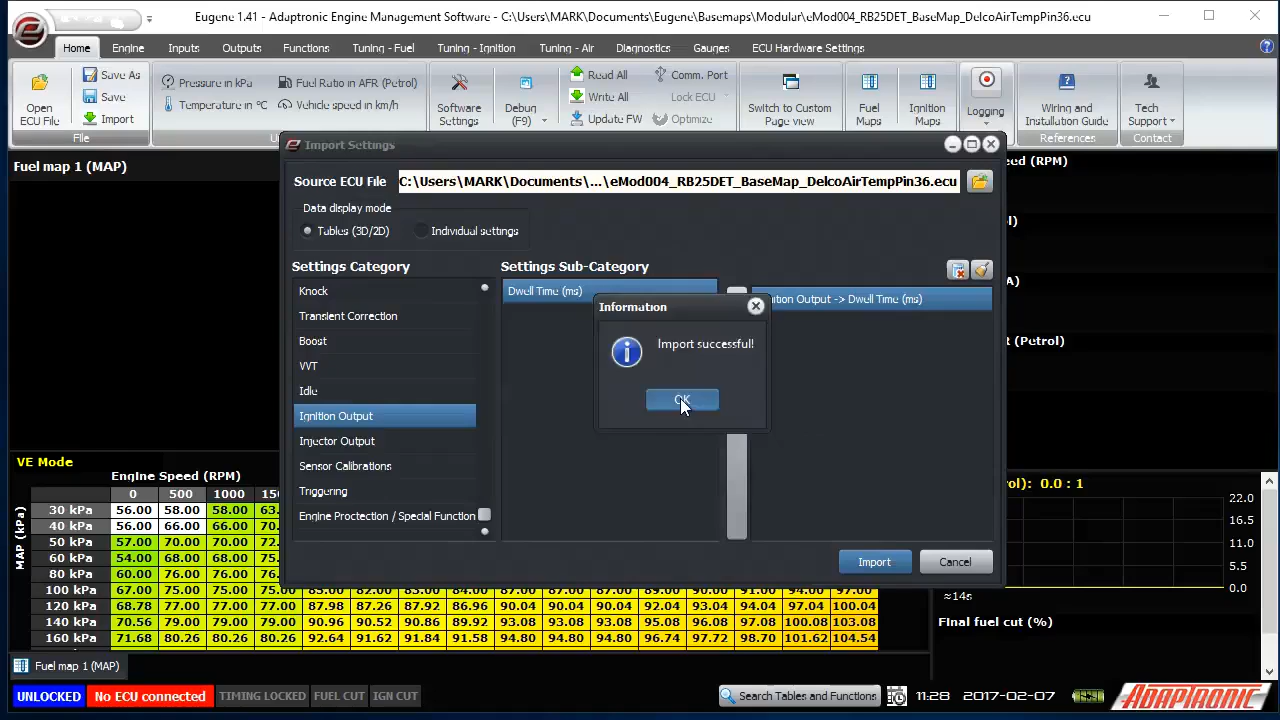 Eugene 1.41 - Adaptronic Engine Management Software - C:\Users\MARK\Documents\Eugene\Basemaps\Modular\eMod004_RB25DET_BaseMap_DelcoAirTempPin36.ecu
Home Engine Inputs Outputs Functions Tuning - Fuel Tuning - Ignition Tuning - Air Diagnostics Gauges ECU Hardware Settings
Open ECU File
Save As
Save
Import
File
Pressure in kPa
Temperature in ºC
Fuel Ratio in AFR (Petrol)
Vehicle speed in km/h
Software Settings
Debug (F9)
Read All
Write All
Update FW
Comm. Port
Lock ECU
Optimize
Switch to Custom Page view
Fuel Maps
Ignition Maps
Logging
Wiring and Installation Guide
References
Tech Support
Contact
Fuel map 1 (MAP)
Import Settings
Source ECU File C:\Users\MARK\Documents\...\eMod004_RB25DET_BaseMap_DelcoAirTempPin36.ecu
Data display mode
Tables (3D/2D) Individual settings
Settings Category
Settings Sub-Category
Knock
Transient Correction
Boost
VVT
Idle
Ignition Output
Injector Output
Sensor Calibrations
Triggering
Engine Proctection / Special Function
Dwell Time (ms)
ution Output -> Dwell Time (ms)
Information
Import successful!
OK
Import Cancel
ed (RPM)
t (Petrol)
rol): 0.0 : 1
22.0
16.5
11.0
5.5
0.0
≈14s
Final fuel cut (%)
VE Mode
Engine Speed (RPM)
MAP (kPa)
0 500 1000
30 kPa 56.00 58.00 58.00
40 kPa 56.00 66.00 66.00
50 kPa 57.00 70.00 70.00
60 kPa 54.00 68.00 68.00
80 kPa 60.00 76.00 76.00
100 kPa 67.00 75.00
120 kPa 68.78 77.00 77.00 87.98 87.26 87.92 86.96 90.04 90.04 90.04 92.04 93.04 94.04 97.04 100.04
140 kPa 70.56 79.00 79.00 90.96 90.52 90.86 89.92 93.08 93.08 93.08 95.08 96.08 97.08 100.08 103.08
160 kPa 71.68 80.26 80.26 92.64 91.62 91.84 91.58 94.80 94.80 94.80 96.74 97.72 98.70 101.62 104.54
Fuel map 1 (MAP)
UNLOCKED No ECU connected TIMING LOCKED FUEL CUT IGN CUT Search Tables and Functions 11:28 2017-02-07 ADAPTRONIC